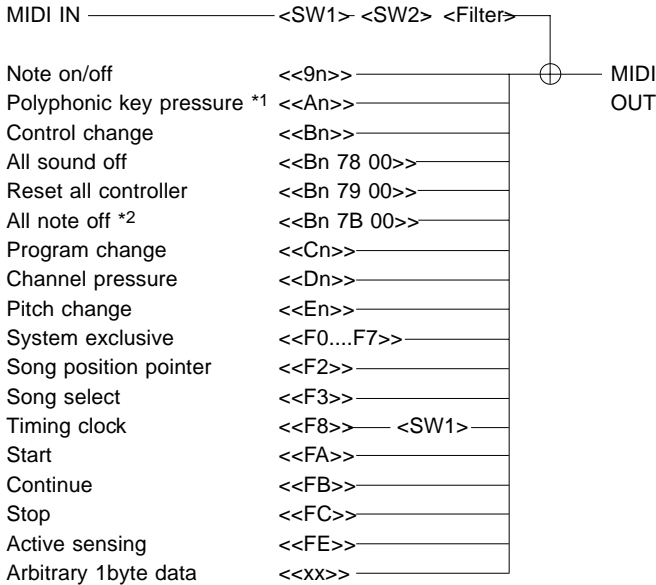 MIDI IN <SW1> <SW2> <Filter>
Note on/off <<9n>> MIDI
Polyphonic key pressure *1 <<An>> OUT
Control change <<Bn>>
All sound off <<Bn 78 00>>
Reset all controller <<Bn 79 00>>
All note off *2 <<Bn 7B 00>>
Program change <<Cn>>
Channel pressure <<Dn>>
Pitch change <<En>>
System exclusive <<F0....F7>>
Song position pointer <<F2>>
Song select <<F3>>
Timing clock <<F8>> <SW1>
Start <<FA>>
Continue <<FB>>
Stop <<FC>>
Active sensing <<FE>>
Arbitrary 1byte data <<xx>>